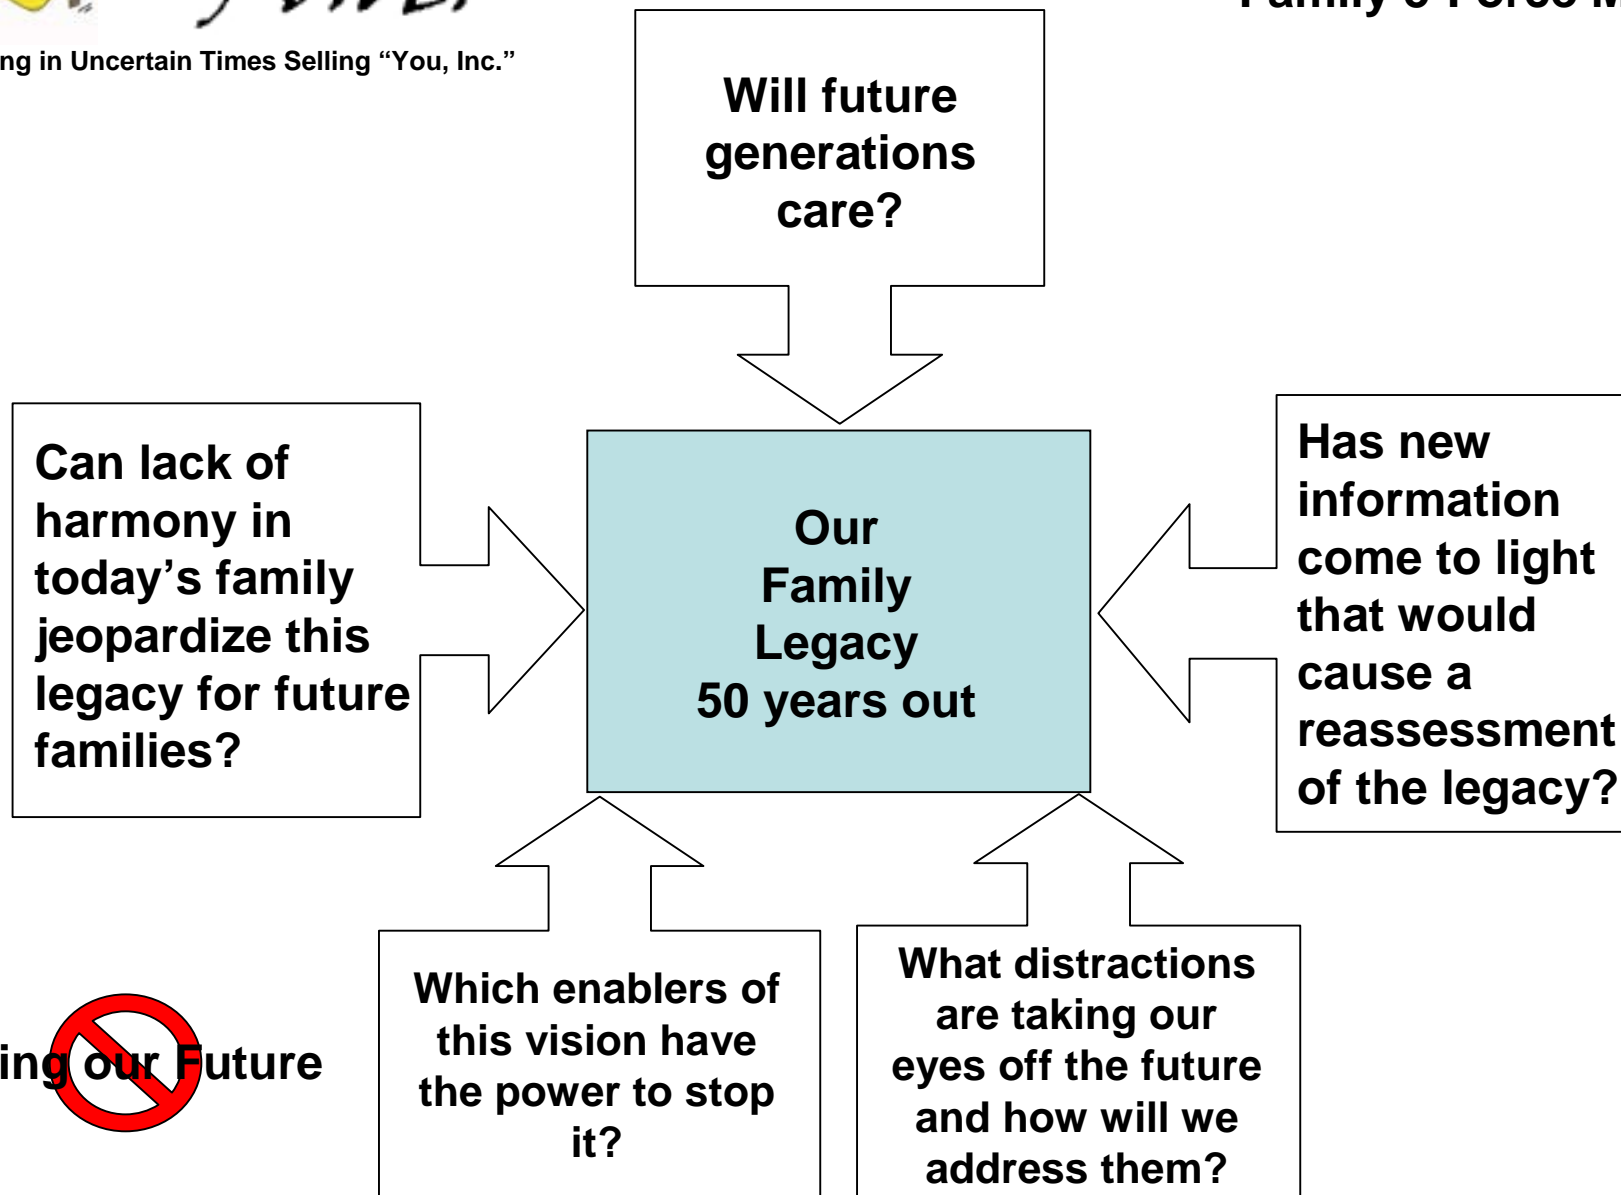 ng in Uncertain Times Selling “You, Inc.”
Will future
generations
care?
Can lack of
harmony in
today’s family
jeopardize this
legacy for future
families?
Our
Family
Legacy
50 years out
Has new
information
come to light
that would
cause a
reassessment
of the legacy?
Which enablers of
this vision have
the power to stop
it?
What distractions
are taking our
eyes off the future
and how will we
address them?
ing our Future